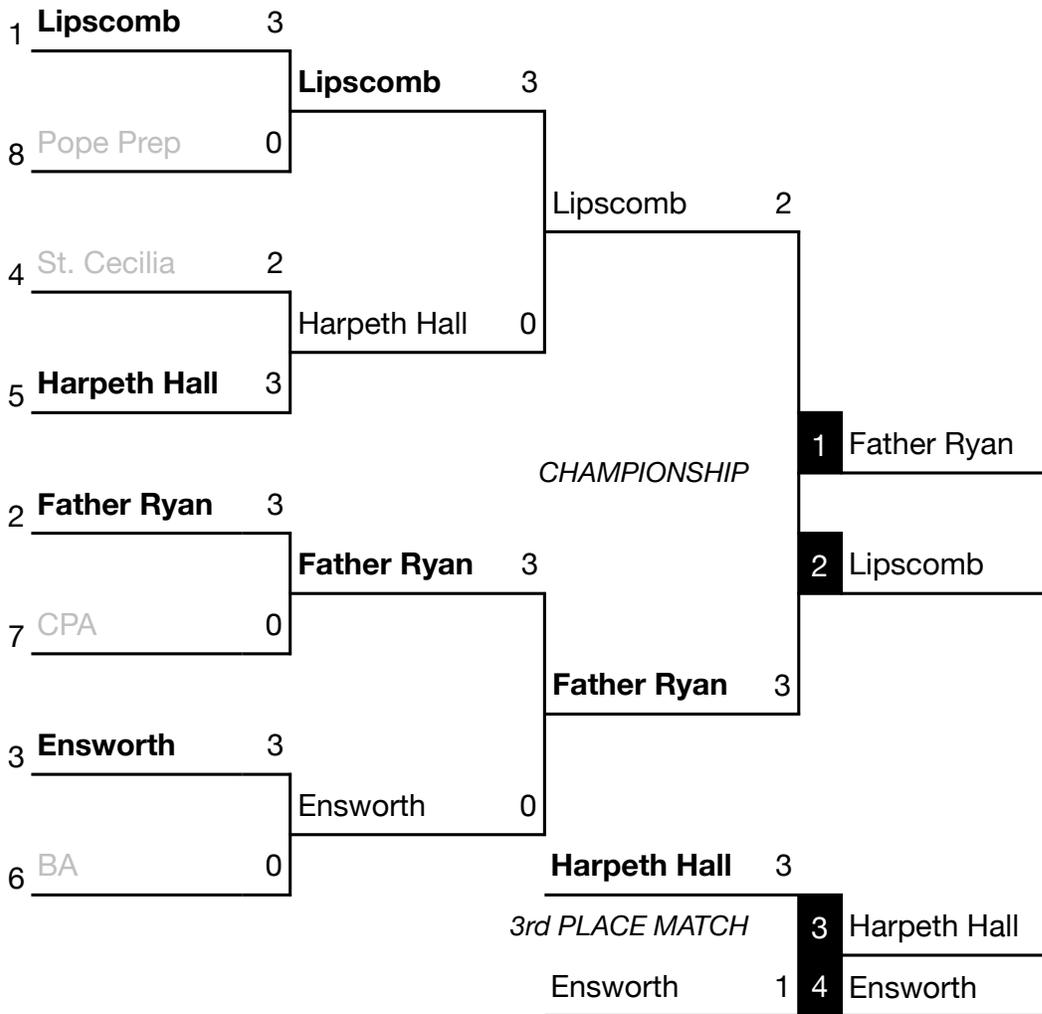 1 Lipscomb 3
Lipscomb 3
8 Pope Prep 0
Lipscomb 2
4 St. Cecilia 2
Harpeth Hall 0
5 Harpeth Hall 3
1 Father Ryan
CHAMPIONSHIP
2 Father Ryan 3
Father Ryan 3
2 Lipscomb
7 CPA 0
Father Ryan 3
3 Ensworth 3
Ensworth 0
6 BA 0
Harpeth Hall 3
3rd PLACE MATCH
3 Harpeth Hall
Ensworth 1
4 Ensworth